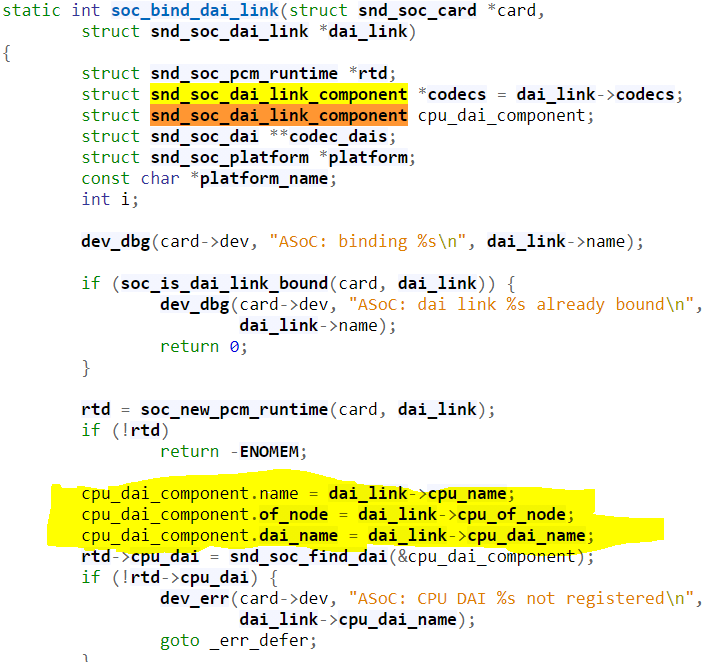 static int soc_bind_dai_link(struct snd_soc_card *card,
        struct snd_soc_dai_link *dai_link)
{
        struct snd_soc_pcm_runtime *rtd;
        struct snd_soc_dai_link_component *codecs = dai_link->codecs;
        struct snd_soc_dai_link_component cpu_dai_component;
        struct snd_soc_dai **codec_dais;
        struct snd_soc_platform *platform;
        const char *platform_name;
        int i;

        dev_dbg(card->dev, "ASoC: binding %s\n", dai_link->name);

        if (soc_is_dai_link_bound(card, dai_link)) {
                dev_dbg(card->dev, "ASoC: dai link %s already bound\n",
                        dai_link->name);
                return 0;
        }

        rtd = soc_new_pcm_runtime(card, dai_link);
        if (!rtd)
                return -ENOMEM;

        cpu_dai_component.name = dai_link->cpu_name;
        cpu_dai_component.of_node = dai_link->cpu_of_node;
        cpu_dai_component.dai_name = dai_link->cpu_dai_name;
        rtd->cpu_dai = snd_soc_find_dai(&cpu_dai_component);
        if (!rtd->cpu_dai) {
                dev_err(card->dev, "ASoC: CPU DAI %s not registered\n",
                        dai_link->cpu_dai_name);
                goto _err_defer;
        }